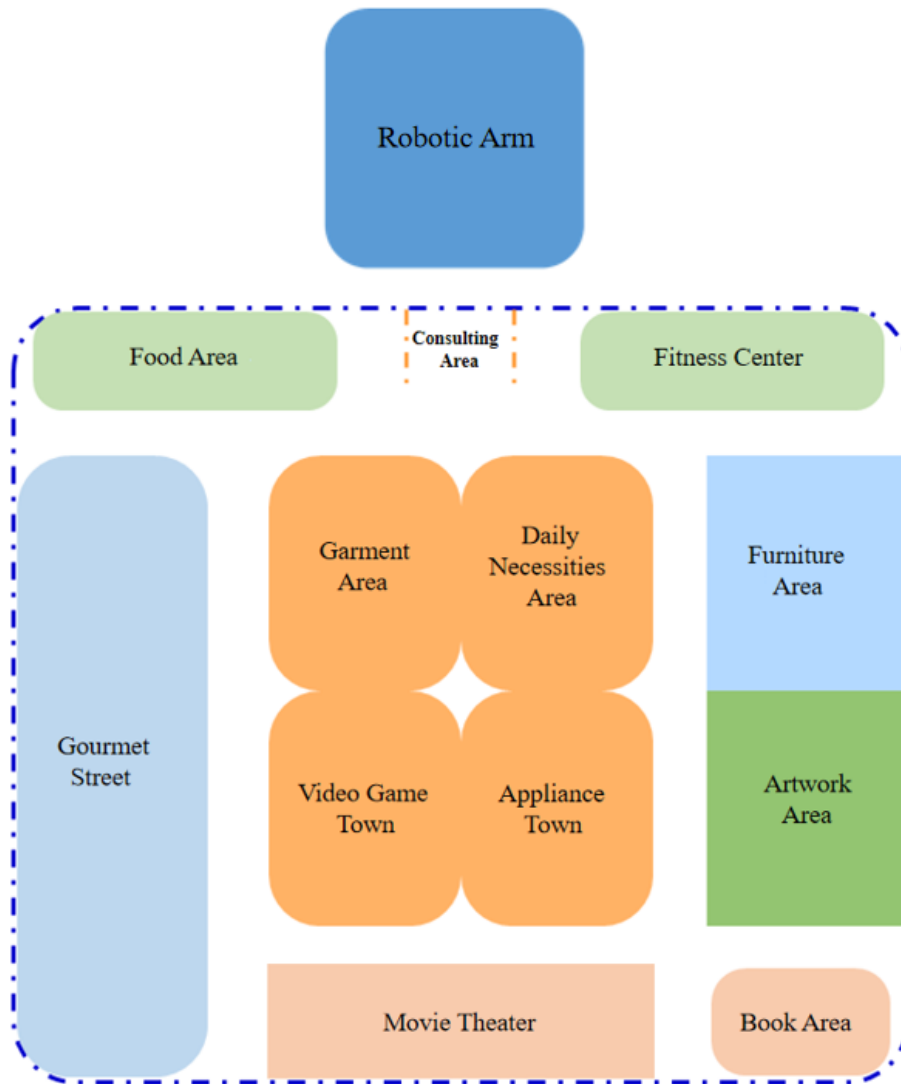 Robotic Arm
Food Area
Consulting
Area
Fitness Center
Garment
Area
Daily
Necessities
Area
Furniture
Area
Gourmet
Street
Video Game
Town
Appliance
Town
Artwork
Area
Movie Theater
Book Area